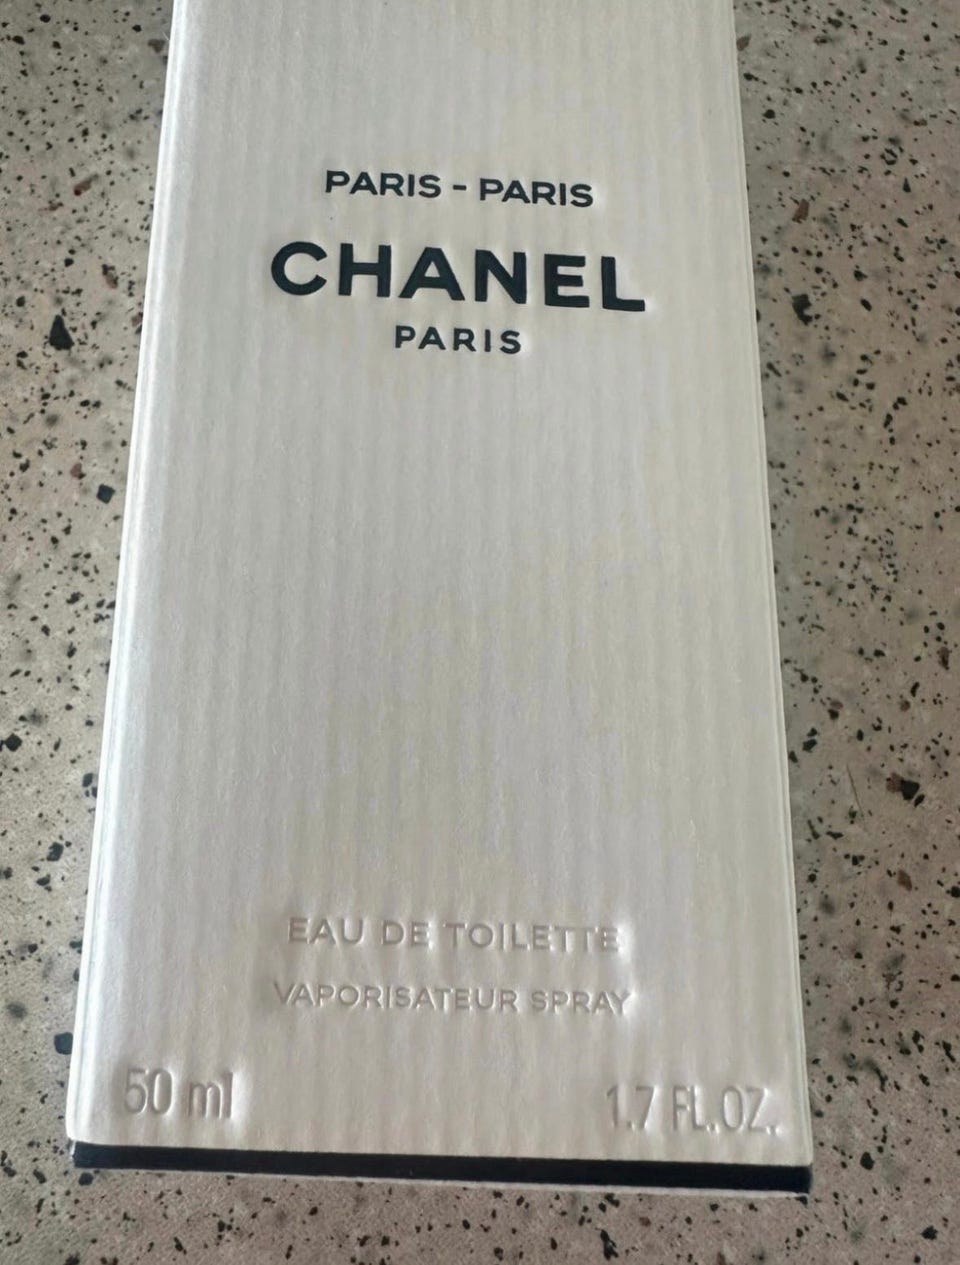 PARIS - PARIS
CHANEL
PARIS
EAU DE TOILETTE
VAPORISATEUR SPRAY
50 ml 1.7 FL.OZ.